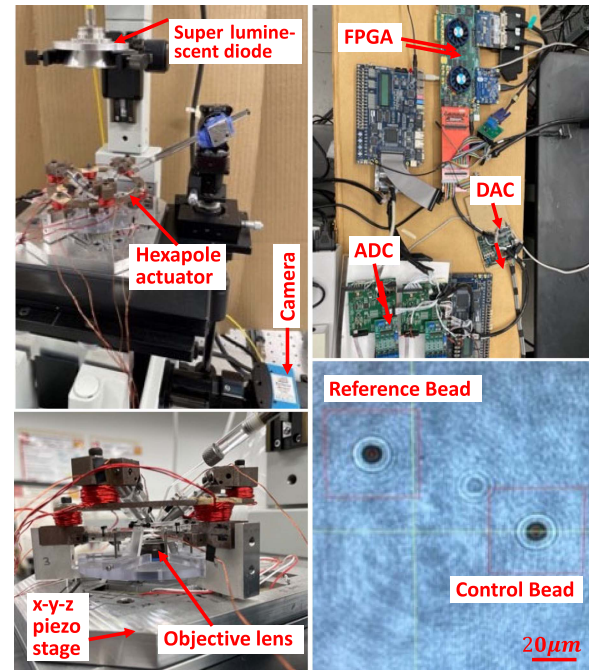 Super lumine-
scent diode
Hexapole
actuator
Camera
FPGA
DAC
ADC
3
x-y-z
piezo
stage
Objective lens
Reference Bead
Control Bead
20μm